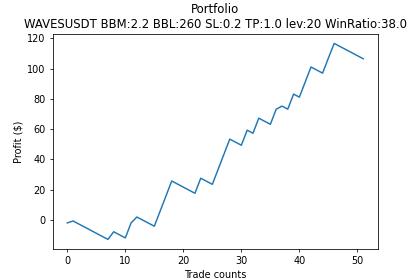 Portfolio
WAVESUSDT BBM:2.2 BBL:260 SL:0.2 TP:1.0 lev:20 WinRatio:38.0
120
100
80
60
40
20
0
Profit ($)
0 10 20 30 40 50
Trade counts